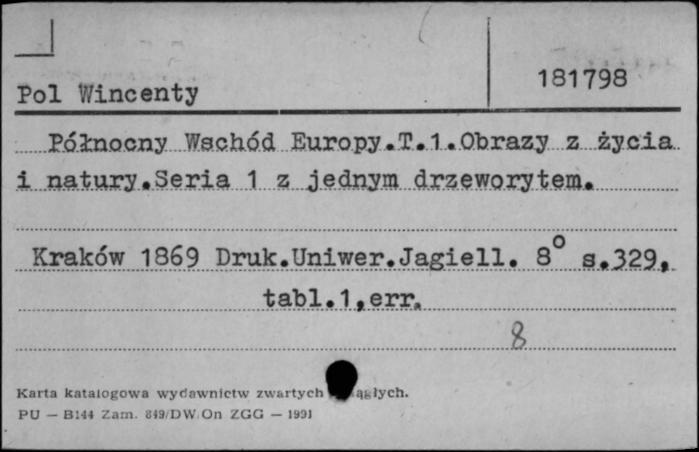 181798
Pol Wincenty
Północny Wschód Europy.T.1.Obrazy z życia
i natury.Seria 1 z jednym drzeworytem.
Kraków 1869 Druk.Uniwer.Jagiell. 8° s.329,
tabl.1,err.
8
Karta katalogowa wydawnictw zwartych
PU — B144 Zam. 849/DW/On ZGG — 1991